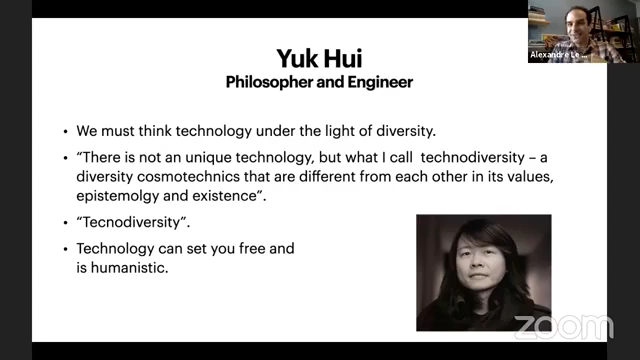 Yuk Hui
Philosopher and Engineer
Alexandre Le ...
• We must think technology under the light of diversity.
• “There is not an unique technology, but what I call technodiversity – a
diversity cosmotechnics that are different from each other in its values,
epistemolgy and existence”.
• “Tecnodiversity”.
• Technology can set you free and
is humanistic.
zoom